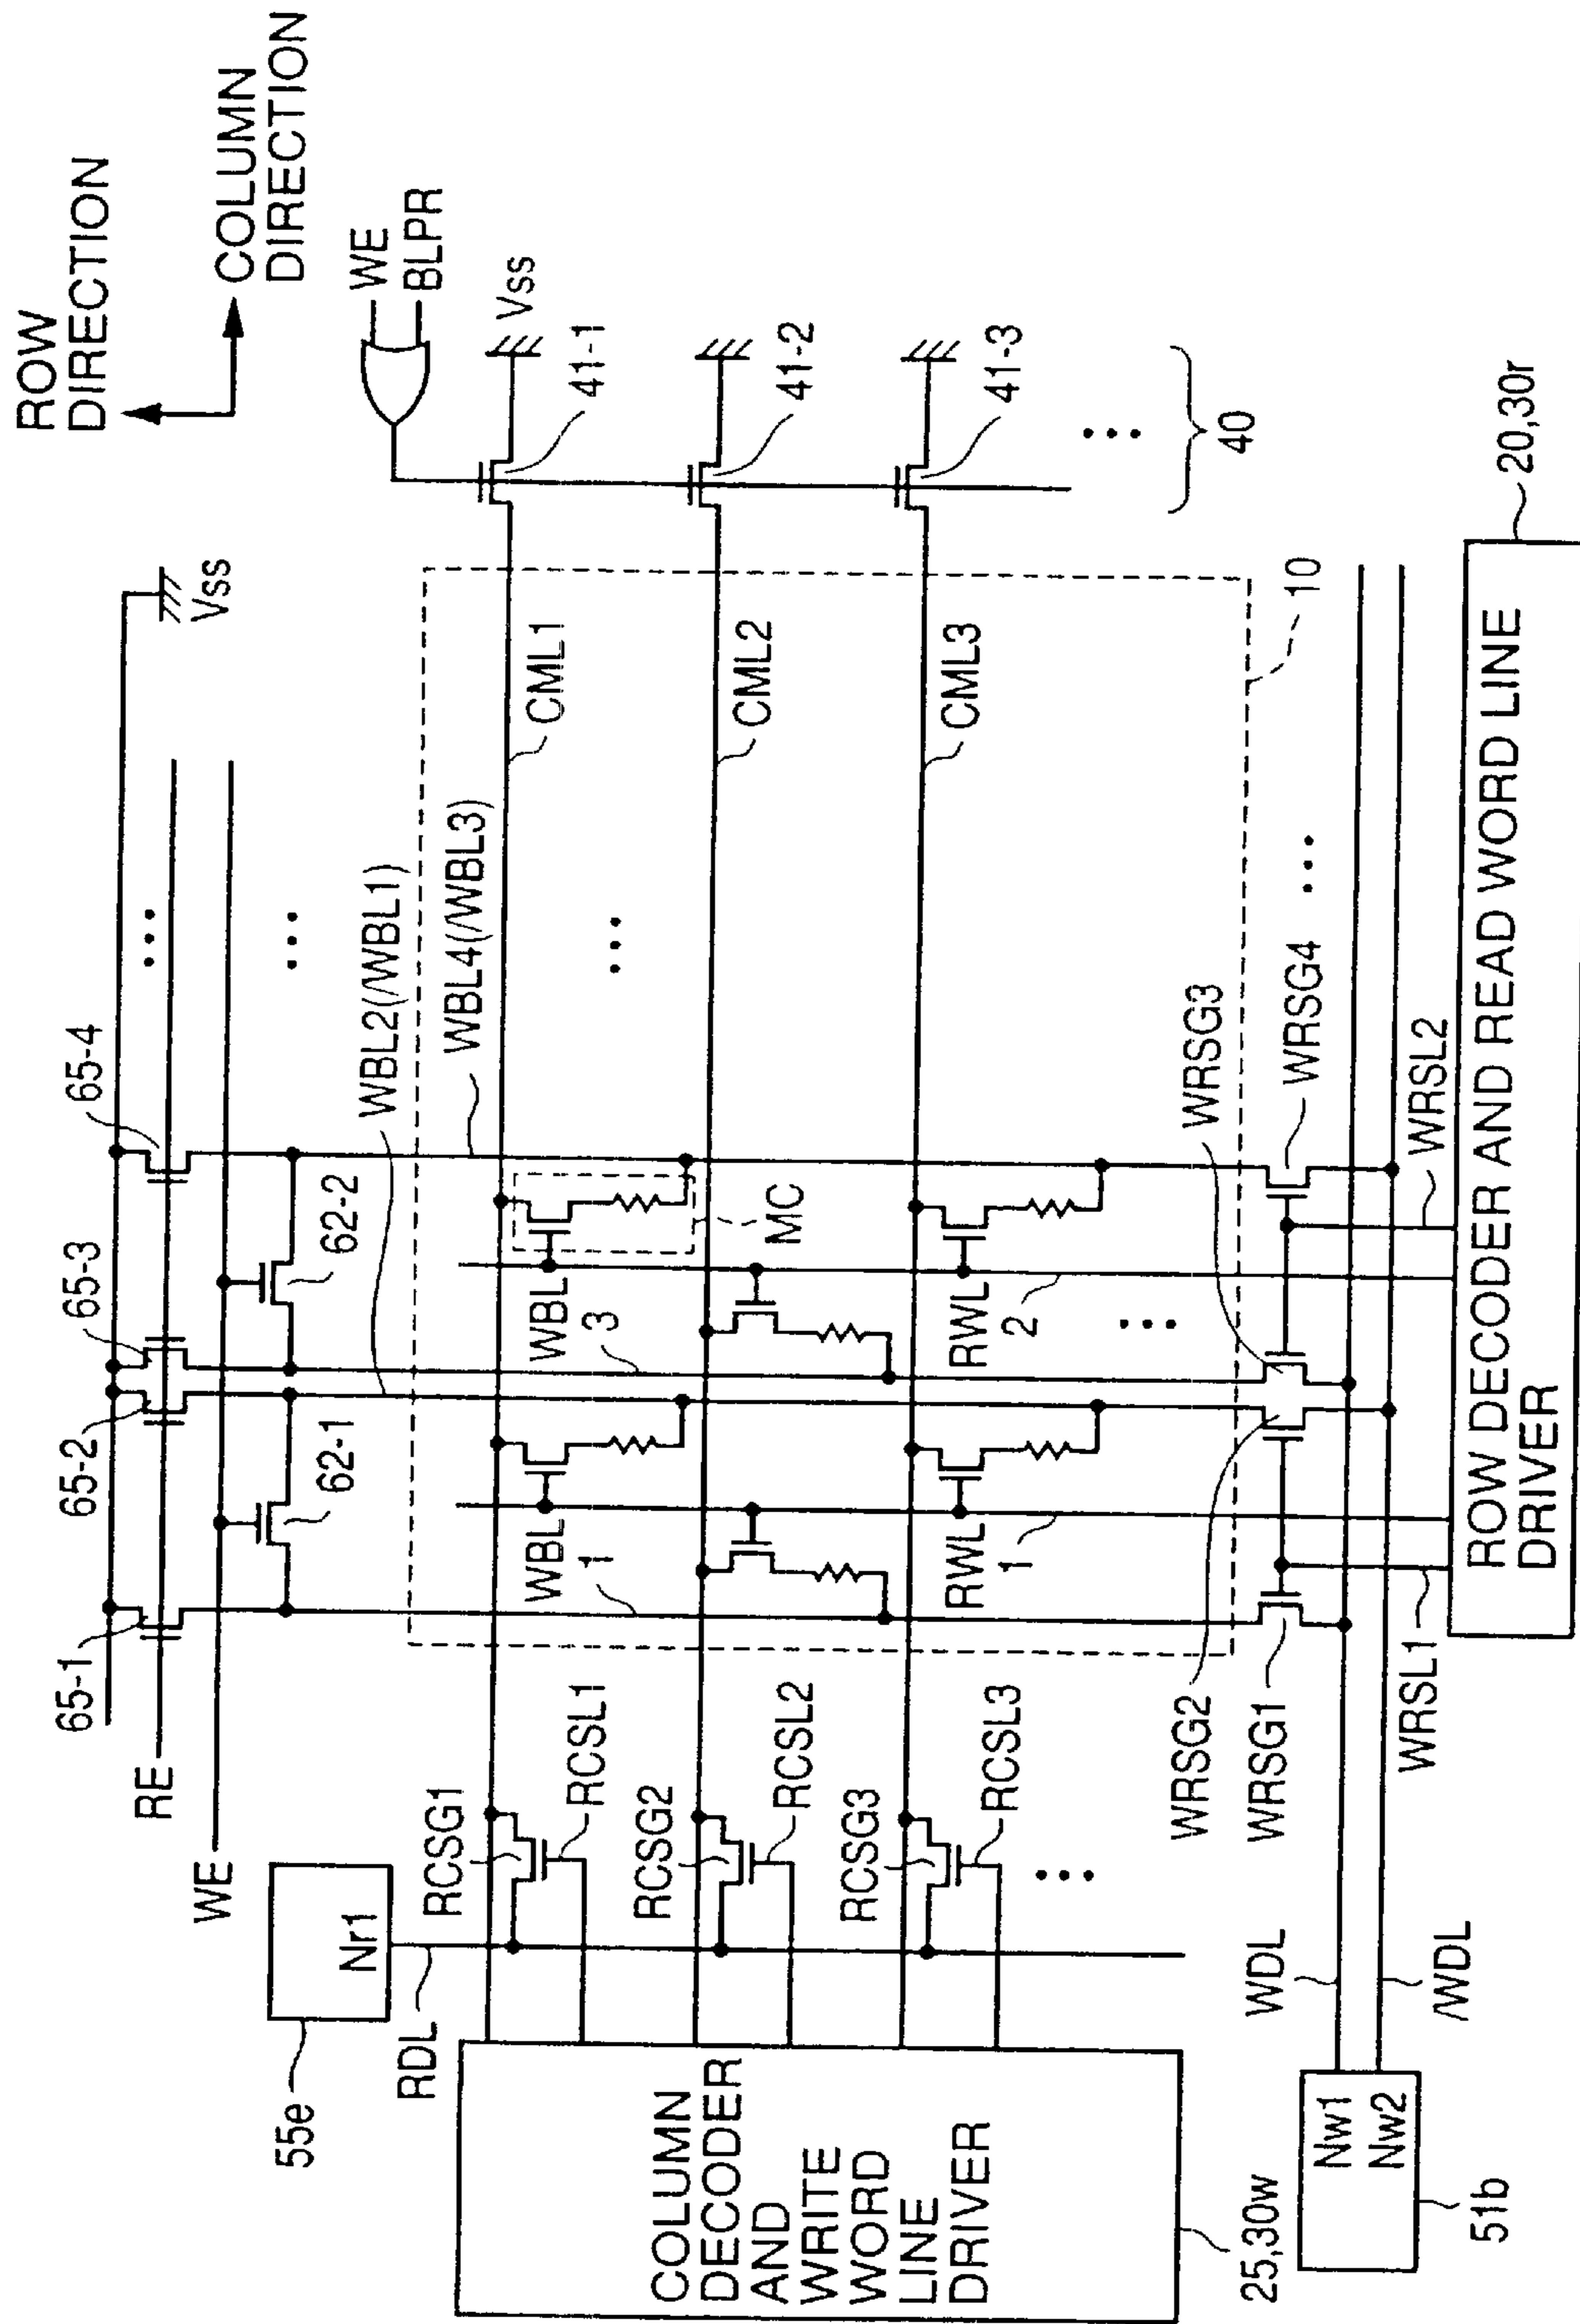 ROW
DIRECTION
COLUMN
DIRECTION
WE
BLPR
Vss
41-1
41-2
41-3
40
20,30r
Vss
10
CML1
CML2
CML3
WBL4(/WBL3)
WBL2(/WBL1)
65-4
65-3
65-2
65-1
62-2
62-1
RE
WE
MC
WBL
3
WBL
1
RWL
2
RWL
1
WRSG3
WRSG4
WRSL2
WRSG2
WRSG1
WRSL1
ROW DECODER AND READ WORD LINE
DRIVER
RCSG1
RCSL1
RCSG2
RCSL2
RCSG3
RCSL3
Nr1
55e
RDL
COLUMN
DECODER
AND
WRITE
WORD
LINE
DRIVER
25,30w
WDL
/WDL
Nw1
Nw2
51b